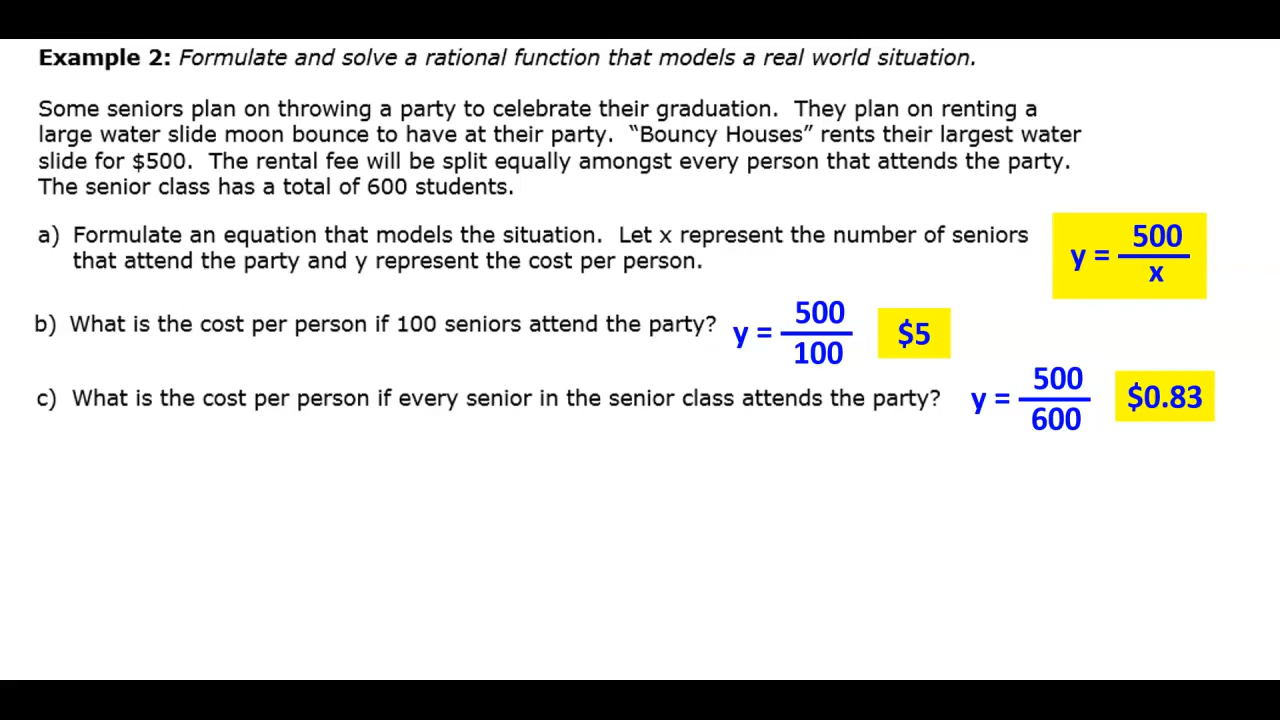 Example 2: Formulate and solve a rational function that models a real world situation.
Some seniors plan on throwing a party to celebrate their graduation. They plan on renting a
large water slide moon bounce to have at their party. “Bouncy Houses” rents their largest water
slide for $500. The rental fee will be split equally amongst every person that attends the party.
The senior class has a total of 600 students.
a) Formulate an equation that models the situation. Let x represent the number of seniors
that attend the party and y represent the cost per person.
y = 500/x
b) What is the cost per person if 100 seniors attend the party? y = 500/100 $5
c) What is the cost per person if every senior in the senior class attends the party? y = 500/600 $0.83